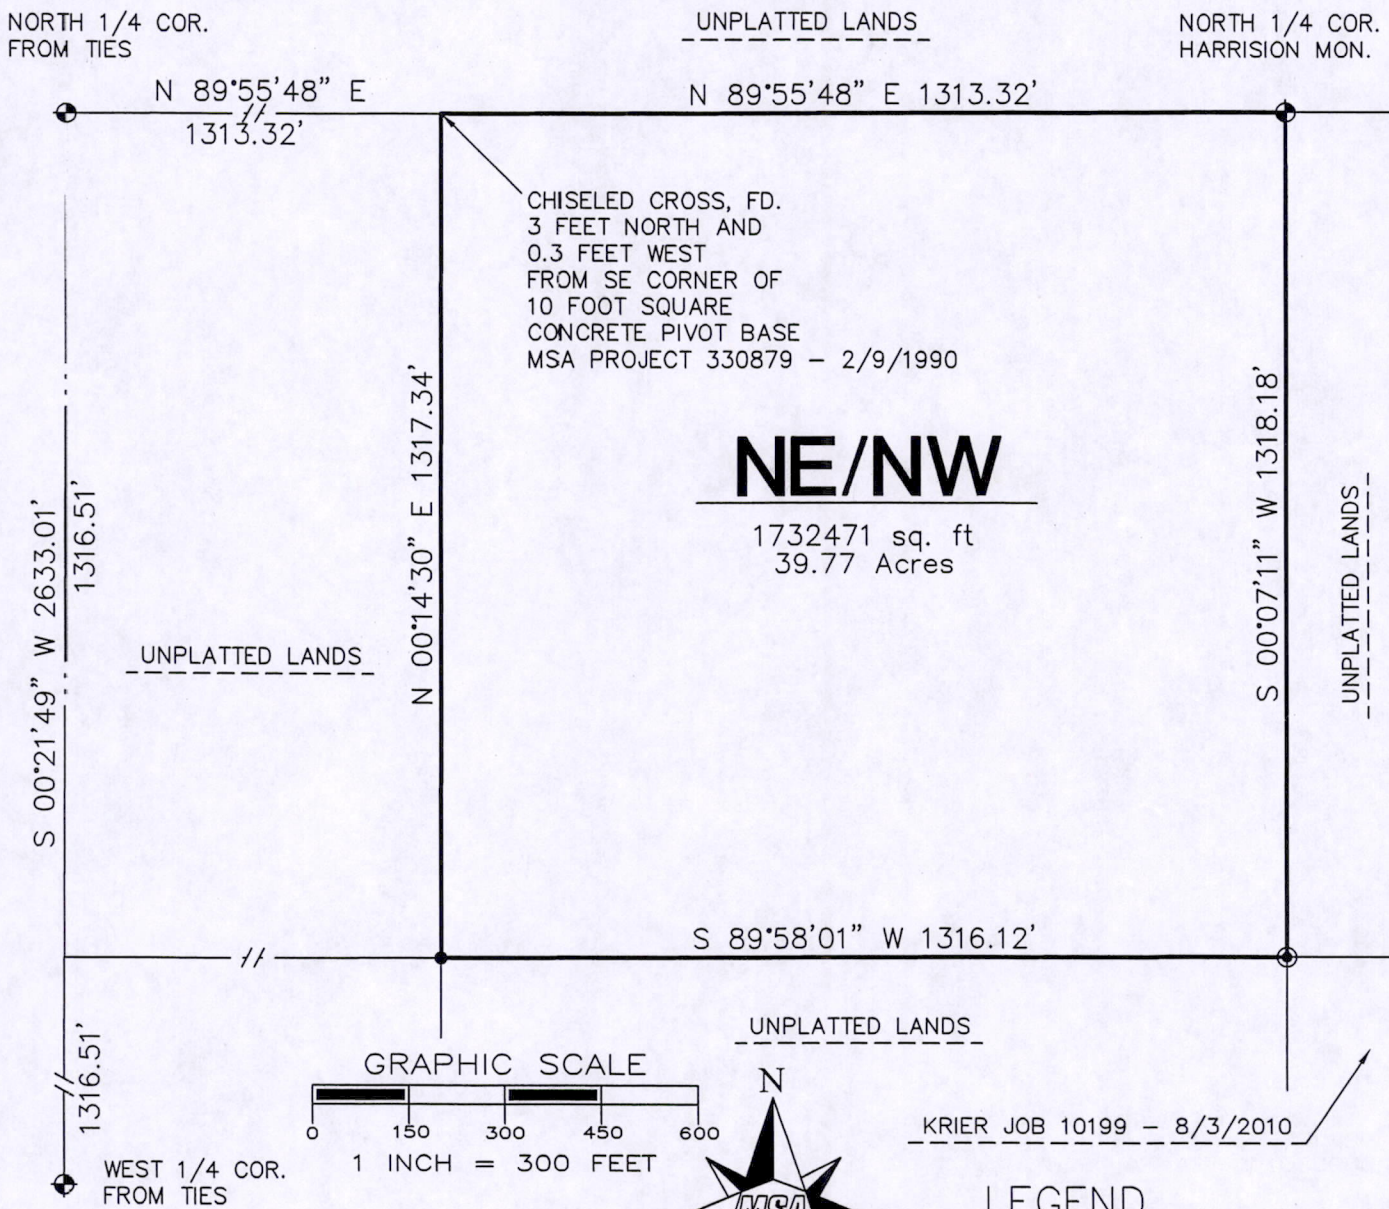 NORTH 1/4 COR.
FROM TIES
UNPLATTED LANDS
NORTH 1/4 COR.
HARRISION MON.
N 89°55'48" E
1313.32'
N 89°55'48" E 1313.32'
CHISELED CROSS, FD.
3 FEET NORTH AND
0.3 FEET WEST
FROM SE CORNER OF
10 FOOT SQUARE
CONCRETE PIVOT BASE
MSA PROJECT 330879 – 2/9/1990
S 00°21'49" W 2633.01'
1316.51'
UNPLATTED LANDS
N 00°14'30" E 1317.34'
NE/NW
1732471 sq. ft
39.77 Acres
S 00°07'11" W 1318.18'
UNPLATTED LANDS
S 89°58'01" W 1316.12'
UNPLATTED LANDS
1316.51'
GRAPHIC SCALE
0 150 300 450 600
1 INCH = 300 FEET
N
MSA
KRIER JOB 10199 – 8/3/2010
WEST 1/4 COR.
FROM TIES
LEGEND